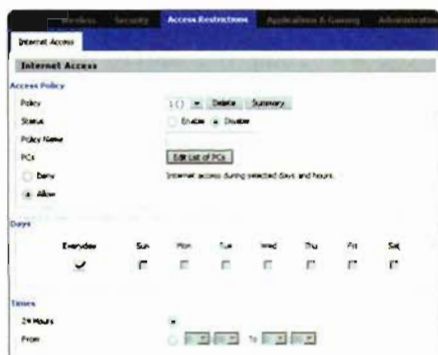 Wireless Security Access Restrictions Applications & Gaming Administration
Internet Access
Internet Access
Access Policy
Policy 1 ( ) Delete Summary
Status Enable Disable
Policy Name
PCs Edit List of PCs
Deny Internet access during selected days and hours.
Allow
Days
Everyday Sun Mon Tue Wed Thu Fri Sat
Times
24 Hours
From To